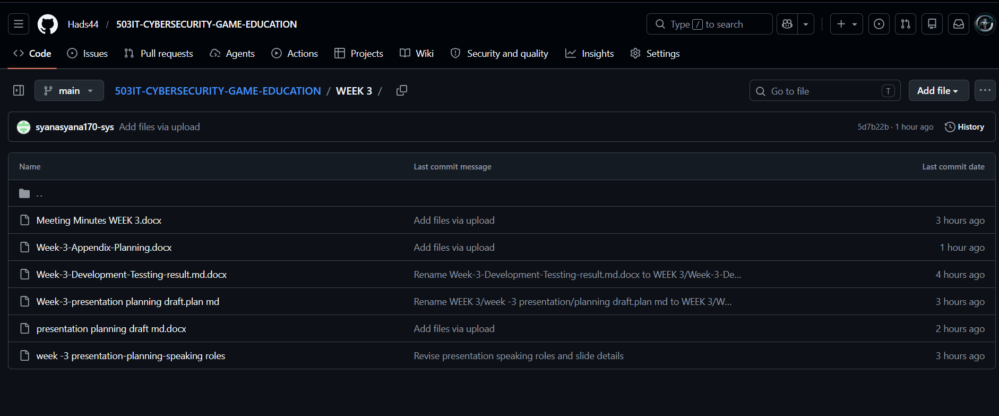 Hads44 / 503IT-CYBERSECURITY-GAME-EDUCATION Type / to search
Code Issues Pull requests Agents Actions Projects Wiki Security and quality Insights Settings
main 503IT-CYBERSECURITY-GAME-EDUCATION / WEEK 3 / Go to file T Add file ...
syanasyana170-sys Add files via upload 5d7b22b · 1 hour ago History
Name Last commit message Last commit date
..
Meeting Minutes WEEK 3.docx Add files via upload 3 hours ago
Week-3-Appendix-Planning.docx Add files via upload 1 hour ago
Week-3-Development-Tessting-result.md.docx Rename Week-3-Development-Tessting-result.md.docx to WEEK 3/Week-3-De... 4 hours ago
Week-3-presentation planning draft.plan md Rename WEEK 3/week -3 presentation/planning draft.plan md to WEEK 3/W... 3 hours ago
presentation planning draft md.docx Add files via upload 2 hours ago
week -3 presentation-planning-speaking roles Revise presentation speaking roles and slide details 3 hours ago